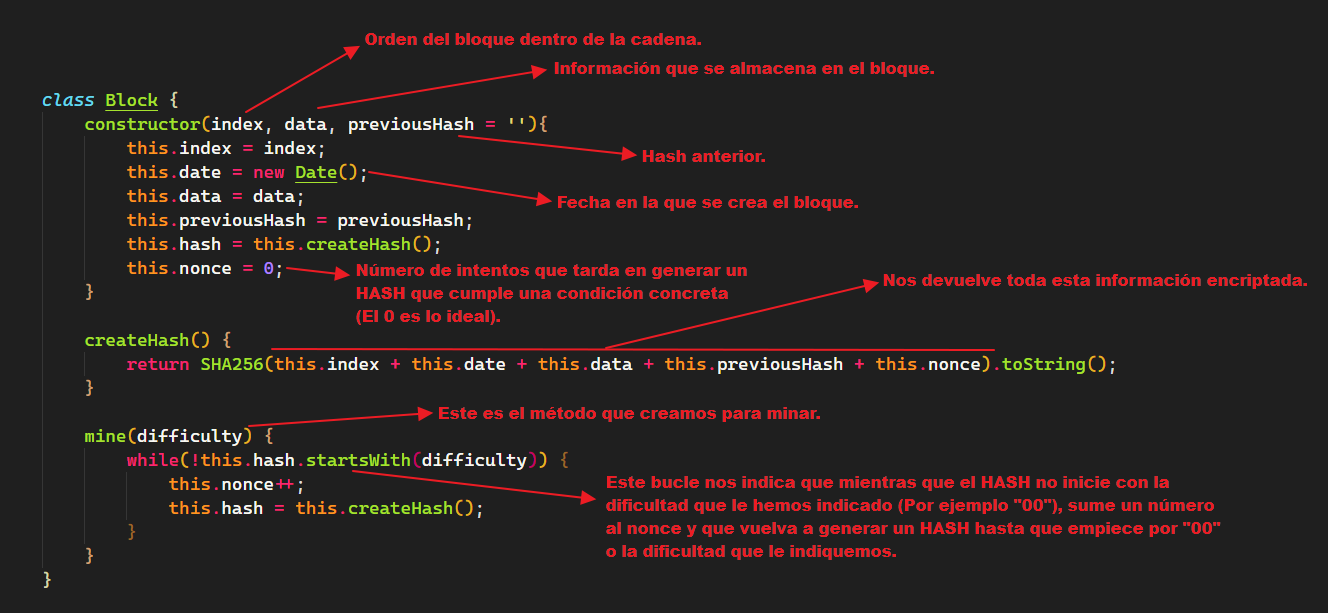 Orden del bloque dentro de la cadena.
Información que se almacena en el bloque.
class Block {
constructor(index, data, previousHash = ''){
this.index = index;
Hash anterior.
this.date = new Date();
this.data = data;
Fecha en la que se crea el bloque.
this.previousHash = previousHash;
this.hash = this.createHash();
this.nonce = 0;
Número de intentos que tarda en generar un
HASH que cumple una condición concreta
(El 0 es lo ideal).
}
Nos devuelve toda esta información encriptada.
createHash() {
return SHA256(this.index + this.date + this.data + this.previousHash + this.nonce).toString();
}
Este es el método que creamos para minar.
mine(difficulty) {
while(!this.hash.startsWith(difficulty)) {
this.nonce++;
this.hash = this.createHash();
}
Este bucle nos indica que mientras que el HASH no inicie con la
dificultad que le hemos indicado (Por ejemplo "00"), sume un número
al nonce y que vuelva a generar un HASH hasta que empiece por "00"
o la dificultad que le indiquemos.
}
}